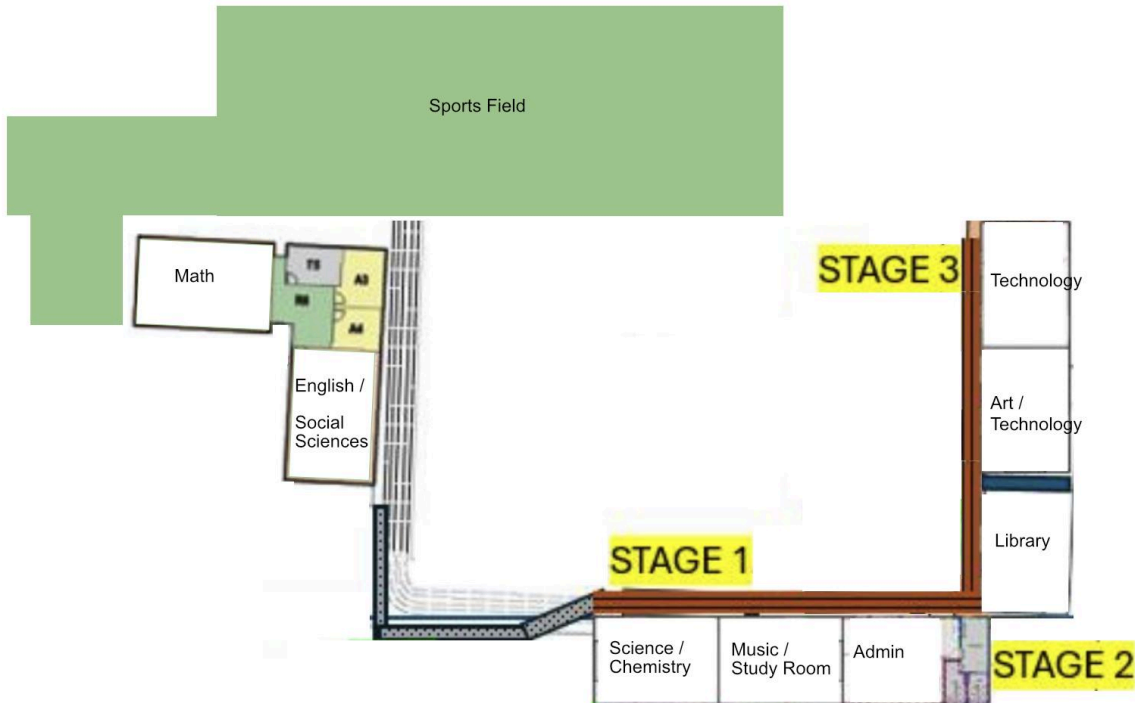 Sports Field
Math
T5
A3
A4
STAGE 3
Technology
English /
Social
Sciences
Art /
Technology
Library
STAGE 1
Science /
Chemistry
Music /
Study Room
Admin
STAGE 2